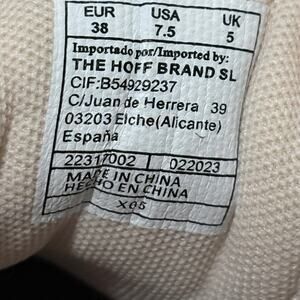 EUR USA UK
38 7.5 5
Importado por/Imported by:
THE HOFF BRAND SL
CIF:B54929237
C/Juan de Herrera 39
03203 Elche(Alicante)
España
22317002 022023
MADE IN CHINA
HECHO EN CHINA
X65